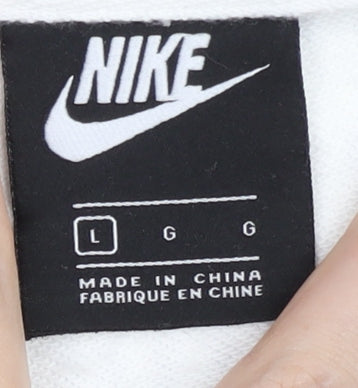 NIKE
L G G
MADE IN CHINA
FABRIQUE EN CHINE